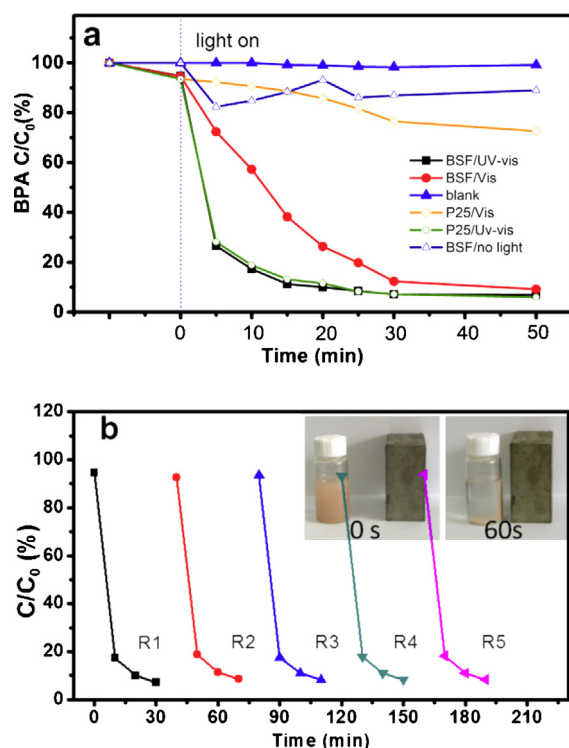 a
light on
BPA C/C₀(%)
120
100
80
60
40
20
0
BSF/UV-vis
BSF/Vis
blank
P25/Vis
P25/Uv-vis
BSF/no light
0 10 20 30 40 50
Time (min)
b
C/C₀ (%)
120
100
80
60
40
20
0
0 s
60s
R1 R2 R3 R4 R5
0 30 60 90 120 150 180 210
Time (min)